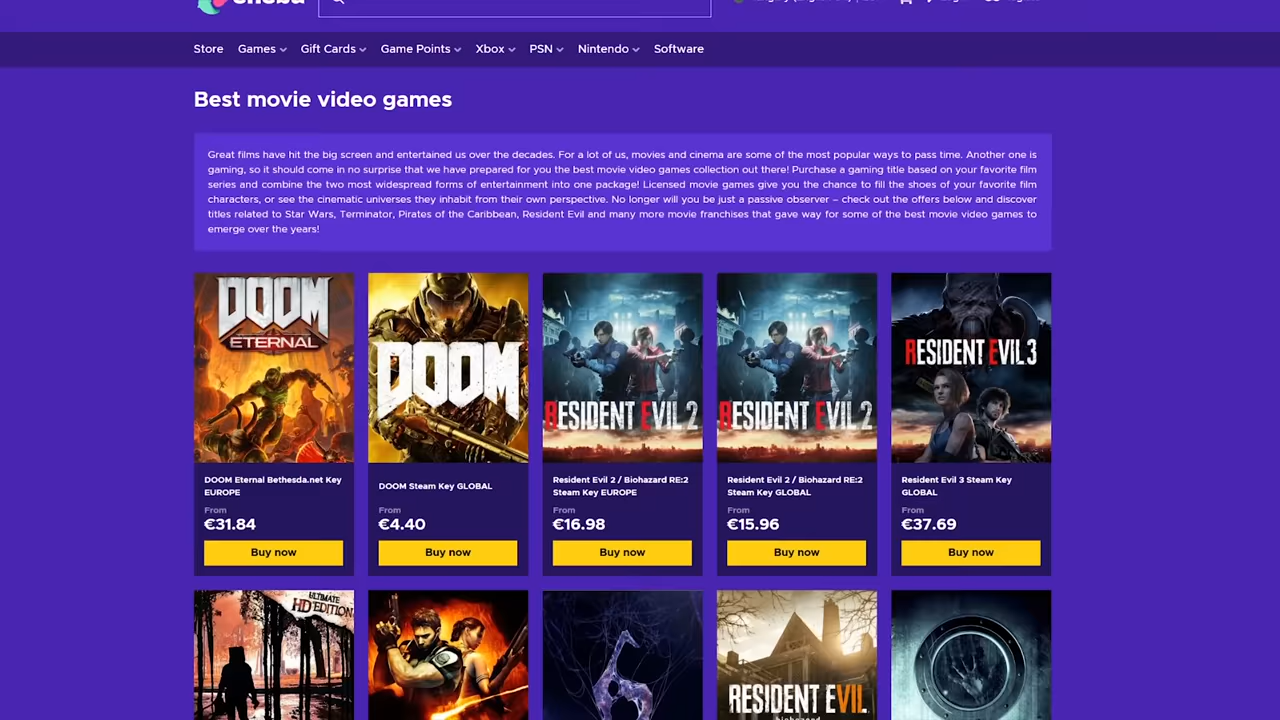 Store Games Gift Cards Game Points Xbox PSN Nintendo Software
Best movie video games
Great films have hit the big screen and entertained us over the decades. For a lot of us, movies and cinema are some of the most popular ways to pass time. Another one is
gaming, so it should come in no surprise that we have prepared for you the best movie video games collection out there! Purchase a gaming title based on your favorite film
series and combine the two most widespread forms of entertainment into one package! Licensed movie games give you the chance to fill the shoes of your favorite film
characters, or see the cinematic universes they inhabit from their own perspective. No longer will you be just a passive observer – check out the offers below and discover
titles related to Star Wars, Terminator, Pirates of the Caribbean, Resident Evil and many more movie franchises that gave way for some of the best movie video games to
emerge over the years!
DOOM
ETERNAL
DOOM
RESIDENT EVIL 2
RESIDENT EVIL 2
RESIDENT EVIL 3
DOOM Eternal Bethesda.net Key
EUROPE
From
€31.84
Buy now
DOOM Steam Key GLOBAL
From
€4.40
Buy now
Resident Evil 2 / Biohazard RE:2
Steam Key EUROPE
From
€16.98
Buy now
Resident Evil 2 / Biohazard RE:2
Steam Key GLOBAL
From
€15.96
Buy now
Resident Evil 3 Steam Key
GLOBAL
From
€37.69
Buy now
ULTIMATE
HD EDITION
RESIDENT EVIL
biohazard